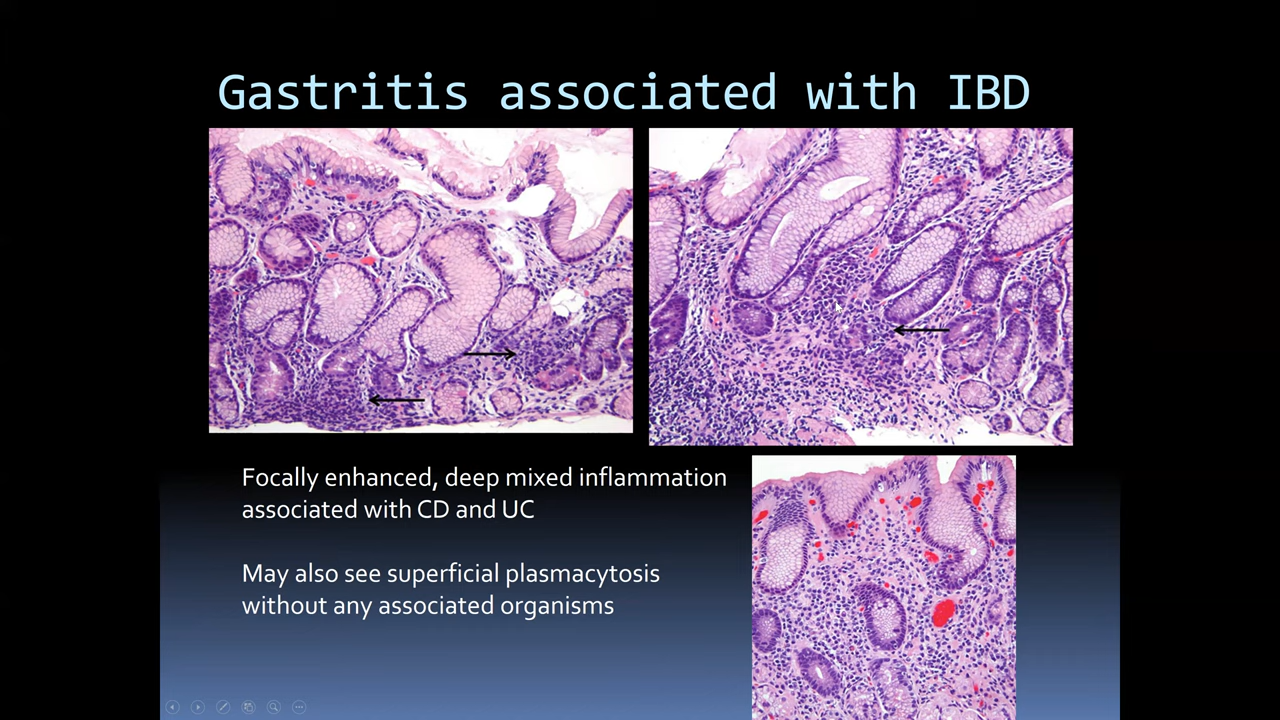 Gastritis associated with IBD
Focally enhanced, deep mixed inflammation
associated with CD and UC
May also see superficial plasmacytosis
without any associated organisms